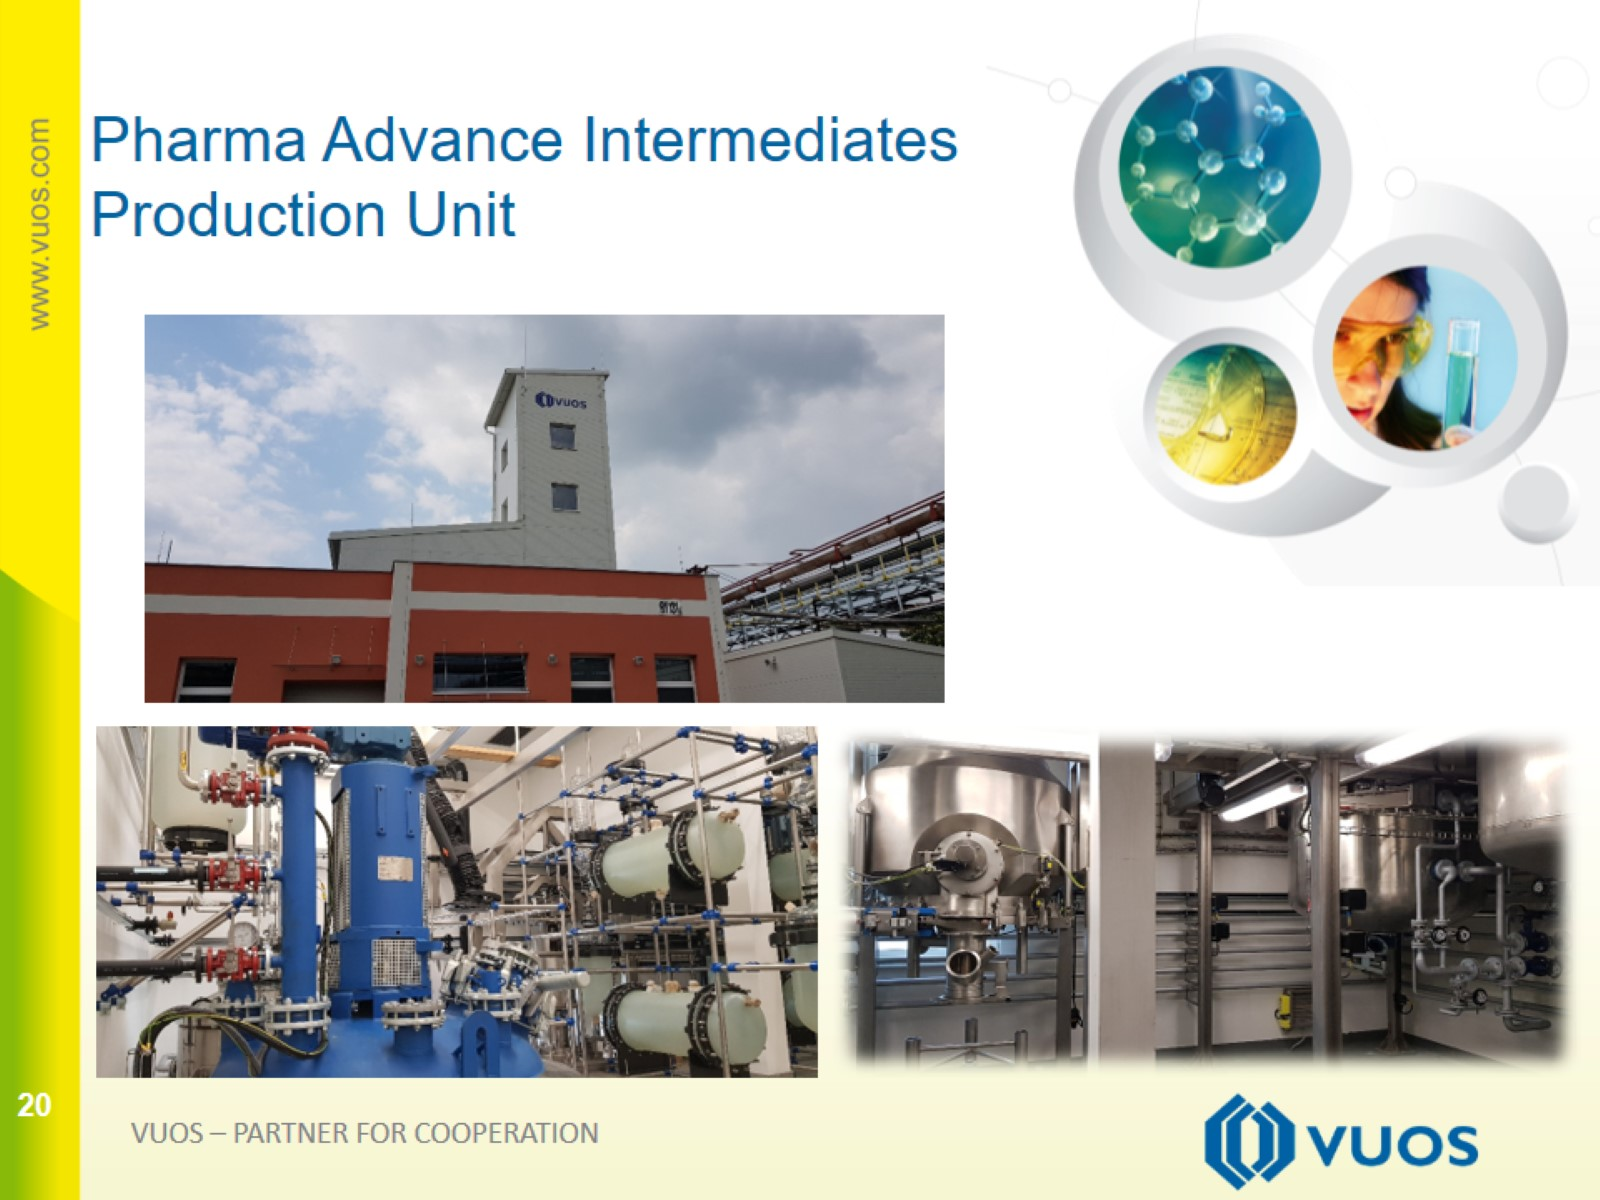 www.vuos.com
Pharma Advance Intermediates
Production Unit
VUOS
20
VUOS – PARTNER FOR COOPERATION
VUOS